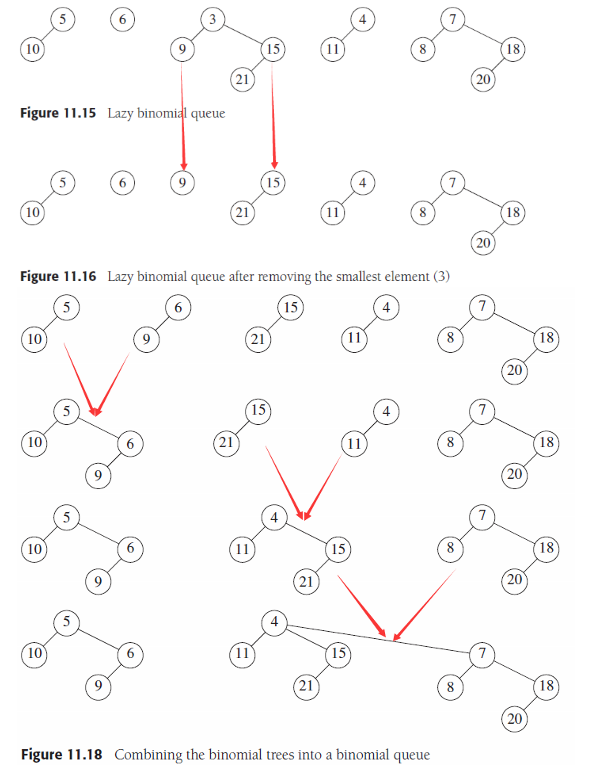 5 6 3 4 7
10 9 15 11 8 18
21 20
Figure 11.15 Lazy binomial queue
5 6 9 15 4 7
10 21 11 8 18
20
Figure 11.16 Lazy binomial queue after removing the smallest element (3)
5 6 15 4 7
10 9 21 11 8 18
20
5 15 4 7
10 6 21 11 8 18
9 20
5 4 7
10 6 11 15 8 18
9 21 20
5 4
10 6 11 15 7
9 21 8 18
20
Figure 11.18 Combining the binomial trees into a binomial queue